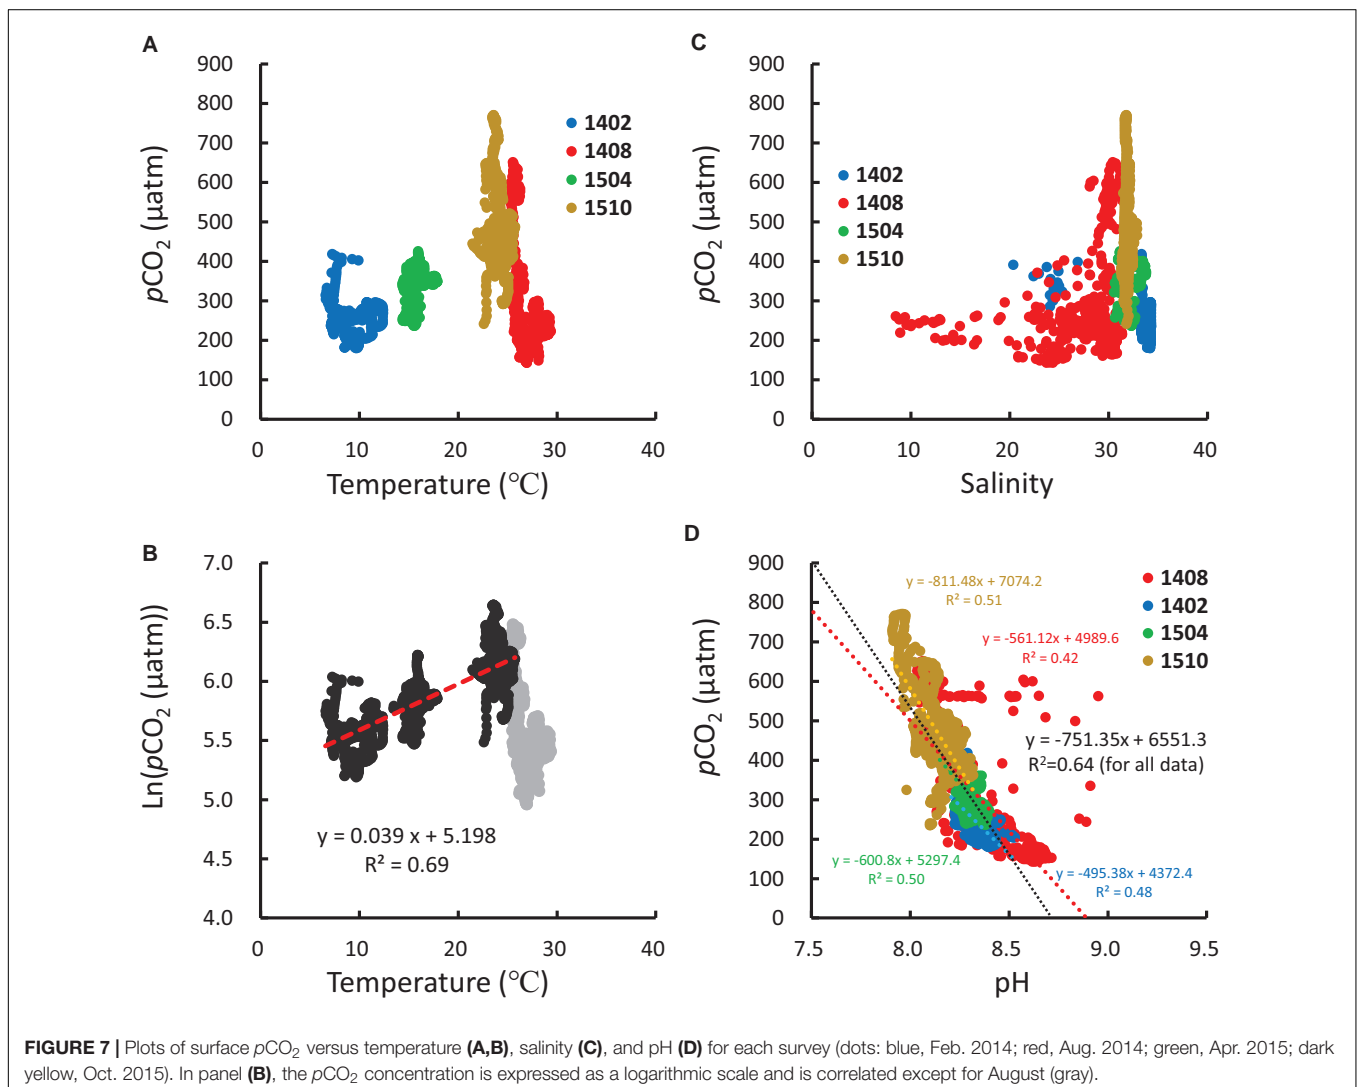 A
900
800
700
600
500
400
300
200
100
0
pCO₂ (µatm)
0 10 20 30 40
Temperature (℃)
1402
1408
1504
1510
C
900
800
700
600
500
400
300
200
100
0
pCO₂ (µatm)
0 10 20 30 40
Salinity
1402
1408
1504
1510
B
7.0
6.5
6.0
5.5
5.0
4.5
4.0
Ln(pCO₂ (µatm))
y = 0.039 x + 5.198
R² = 0.69
0 10 20 30 40
Temperature (℃)
D
900
800
700
600
500
400
300
200
100
0
pCO₂ (µatm)
y = -811.48x + 7074.2
R² = 0.51
1408
1402
1504
1510
y = -561.12x + 4989.6
R² = 0.42
y = -751.35x + 6551.3
R²=0.64 (for all data)
y = -600.8x + 5297.4
R² = 0.50
y = -495.38x + 4372.4
R² = 0.48
7.5 8.0 8.5 9.0 9.5
pH
FIGURE 7 | Plots of surface pCO₂ versus temperature (A,B), salinity (C), and pH (D) for each survey (dots: blue, Feb. 2014; red, Aug. 2014; green, Apr. 2015; dark
yellow, Oct. 2015). In panel (B), the pCO₂ concentration is expressed as a logarithmic scale and is correlated except for August (gray).